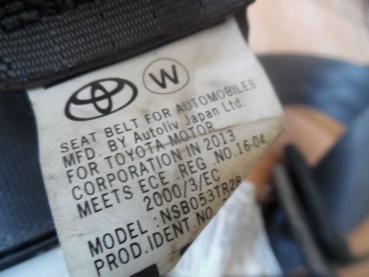 W
SEAT BELT FOR AUTOMOBILES
MFD. BY Autoliv Japan Ltd.
FOR TOYOTA MOTOR
CORPORATION IN 2013
MEETS ECE REG NO.16-04,
2000/3/EC
MODEL: NSB053TR28
PROD.IDENT.NO